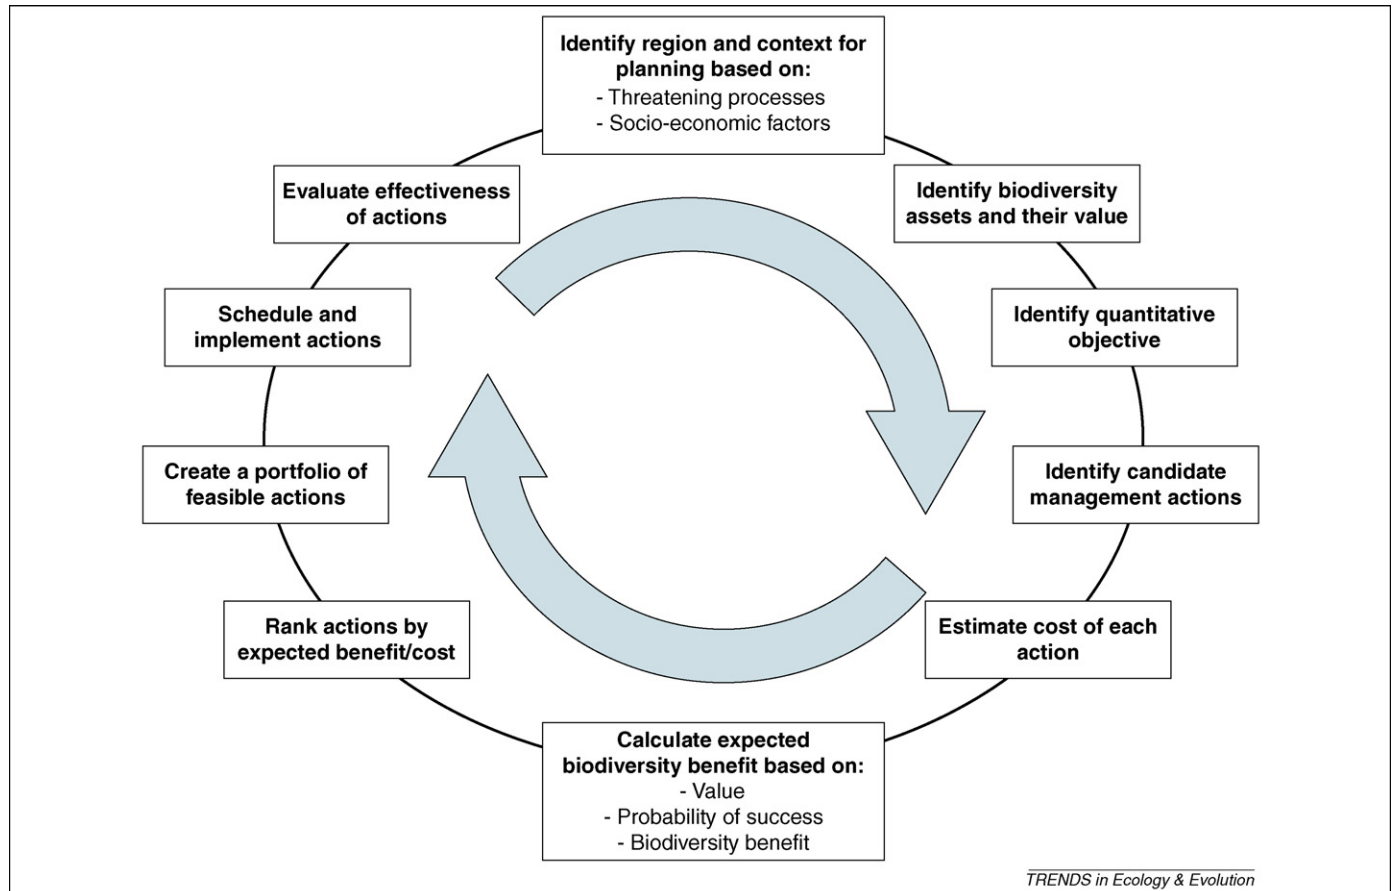 Identify region and context for
planning based on:
- Threatening processes
- Socio-economic factors
Identify biodiversity
assets and their value
Identify quantitative
objective
Identify candidate
management actions
Estimate cost of each
action
Calculate expected
biodiversity benefit based on:
- Value
- Probability of success
- Biodiversity benefit
Rank actions by
expected benefit/cost
Create a portfolio of
feasible actions
Schedule and
implement actions
Evaluate effectiveness
of actions
TRENDS in Ecology & Evolution